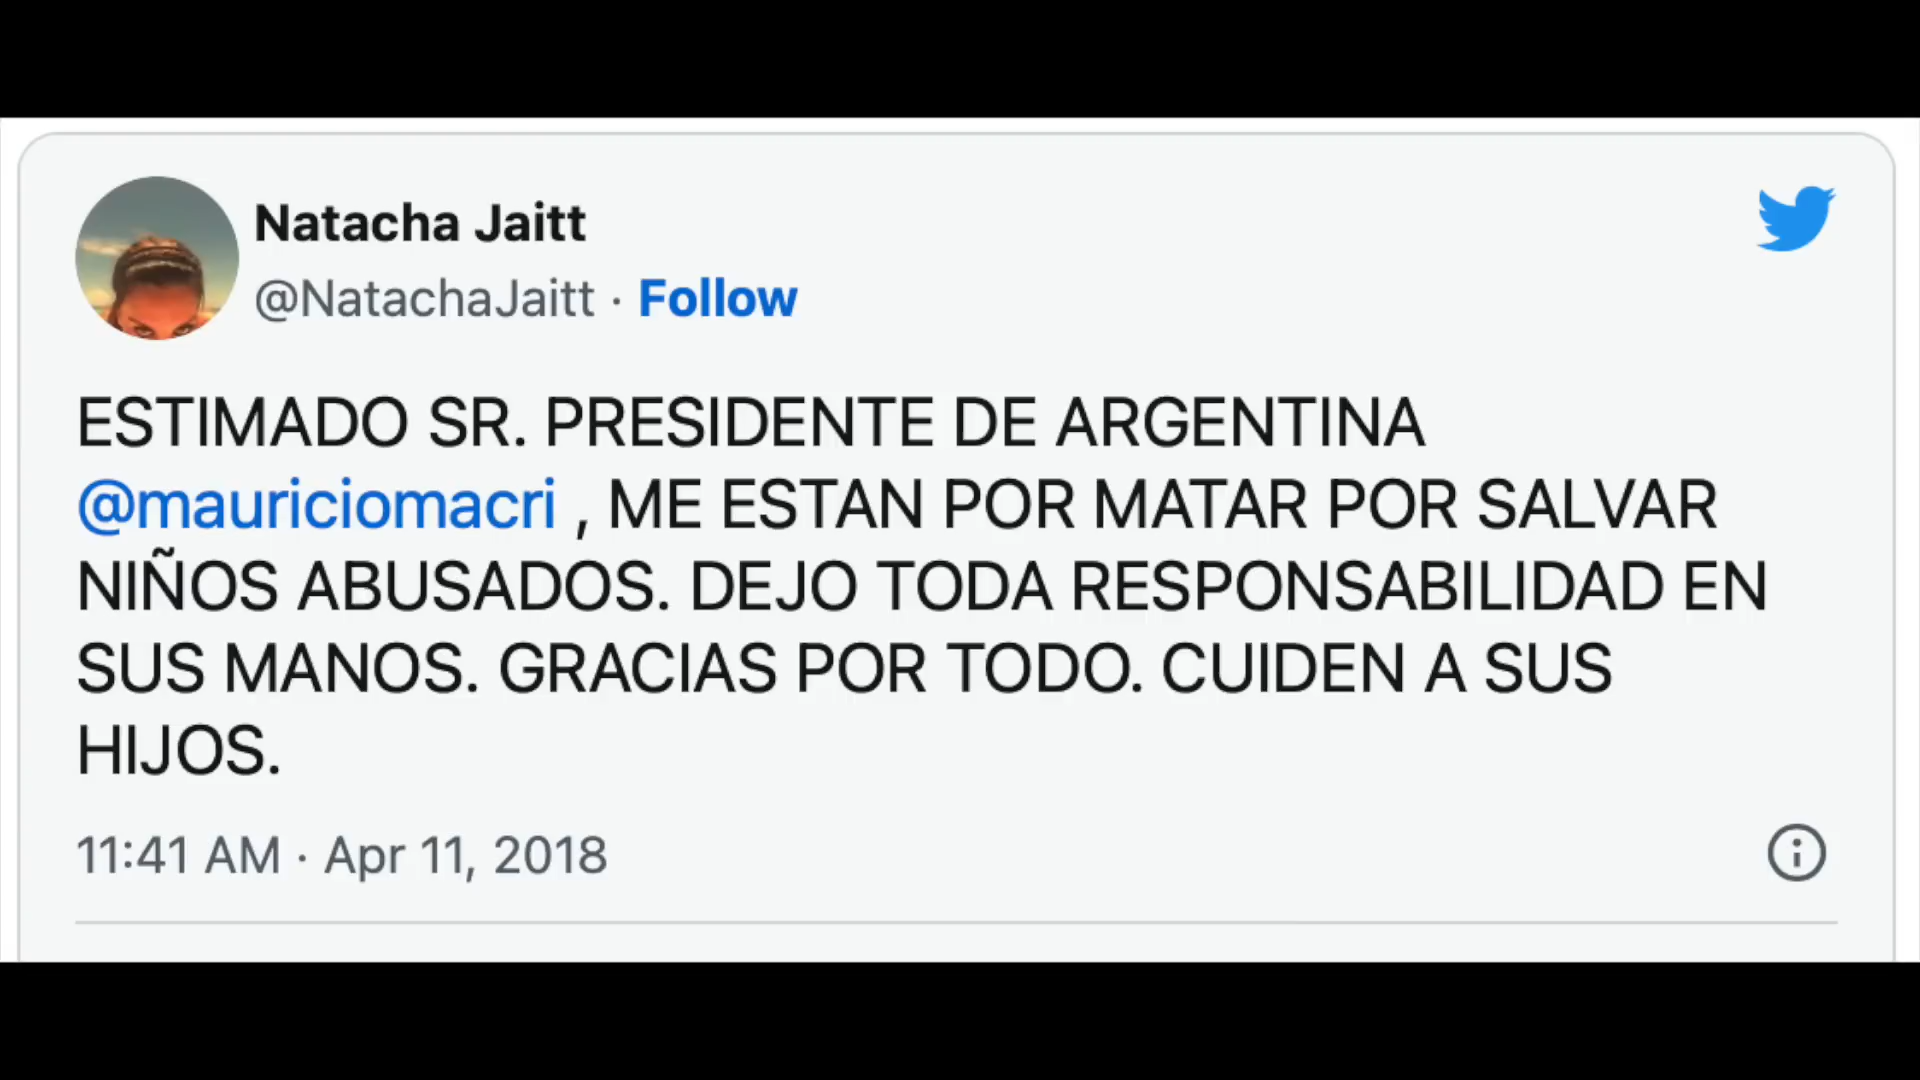 Natacha Jaitt
@NatachaJaitt · Follow
ESTIMADO SR. PRESIDENTE DE ARGENTINA
@mauriciomacri , ME ESTAN POR MATAR POR SALVAR
NIÑOS ABUSADOS. DEJO TODA RESPONSABILIDAD EN
SUS MANOS. GRACIAS POR TODO. CUIDEN A SUS
HIJOS.
11:41 AM · Apr 11, 2018